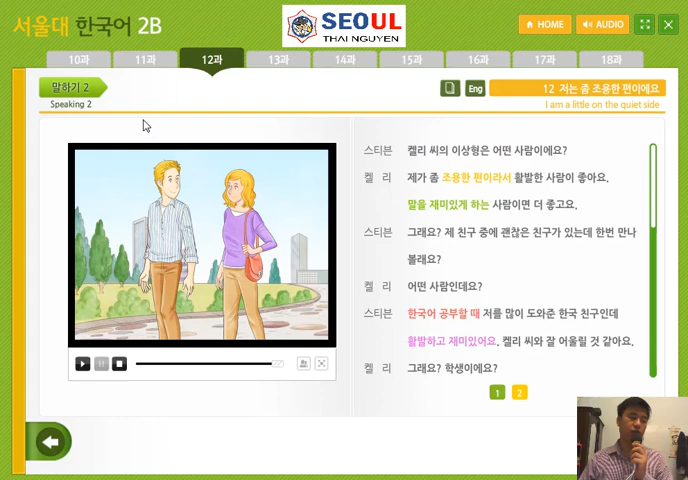 서울대 한국어 2B
SEOUL
THAI NGUYEN
HOME
AUDIO
10과 11과 12과 13과 14과 15과 16과 17과 18과
말하기 2
Speaking 2
Eng
12 저는 좀 조용한 편이에요
I am a little on the quiet side
스티븐 켈리 씨의 이상형은 어떤 사람이에요?
켈 리 제가 좀 조용한 편이라서 활발한 사람이 좋아요.
말을 재미있게 하는 사람이면 더 좋고요.
스티븐 그래요? 제 친구 중에 괜찮은 친구가 있는데 한번 만나
볼래요?
켈 리 어떤 사람인데요?
스티븐 한국어 공부할 때 저를 많이 도와준 한국 친구인데
활발하고 재미있어요. 켈리 씨와 잘 어울릴 것 같아요.
켈 리 그래요? 학생이에요?
1 2